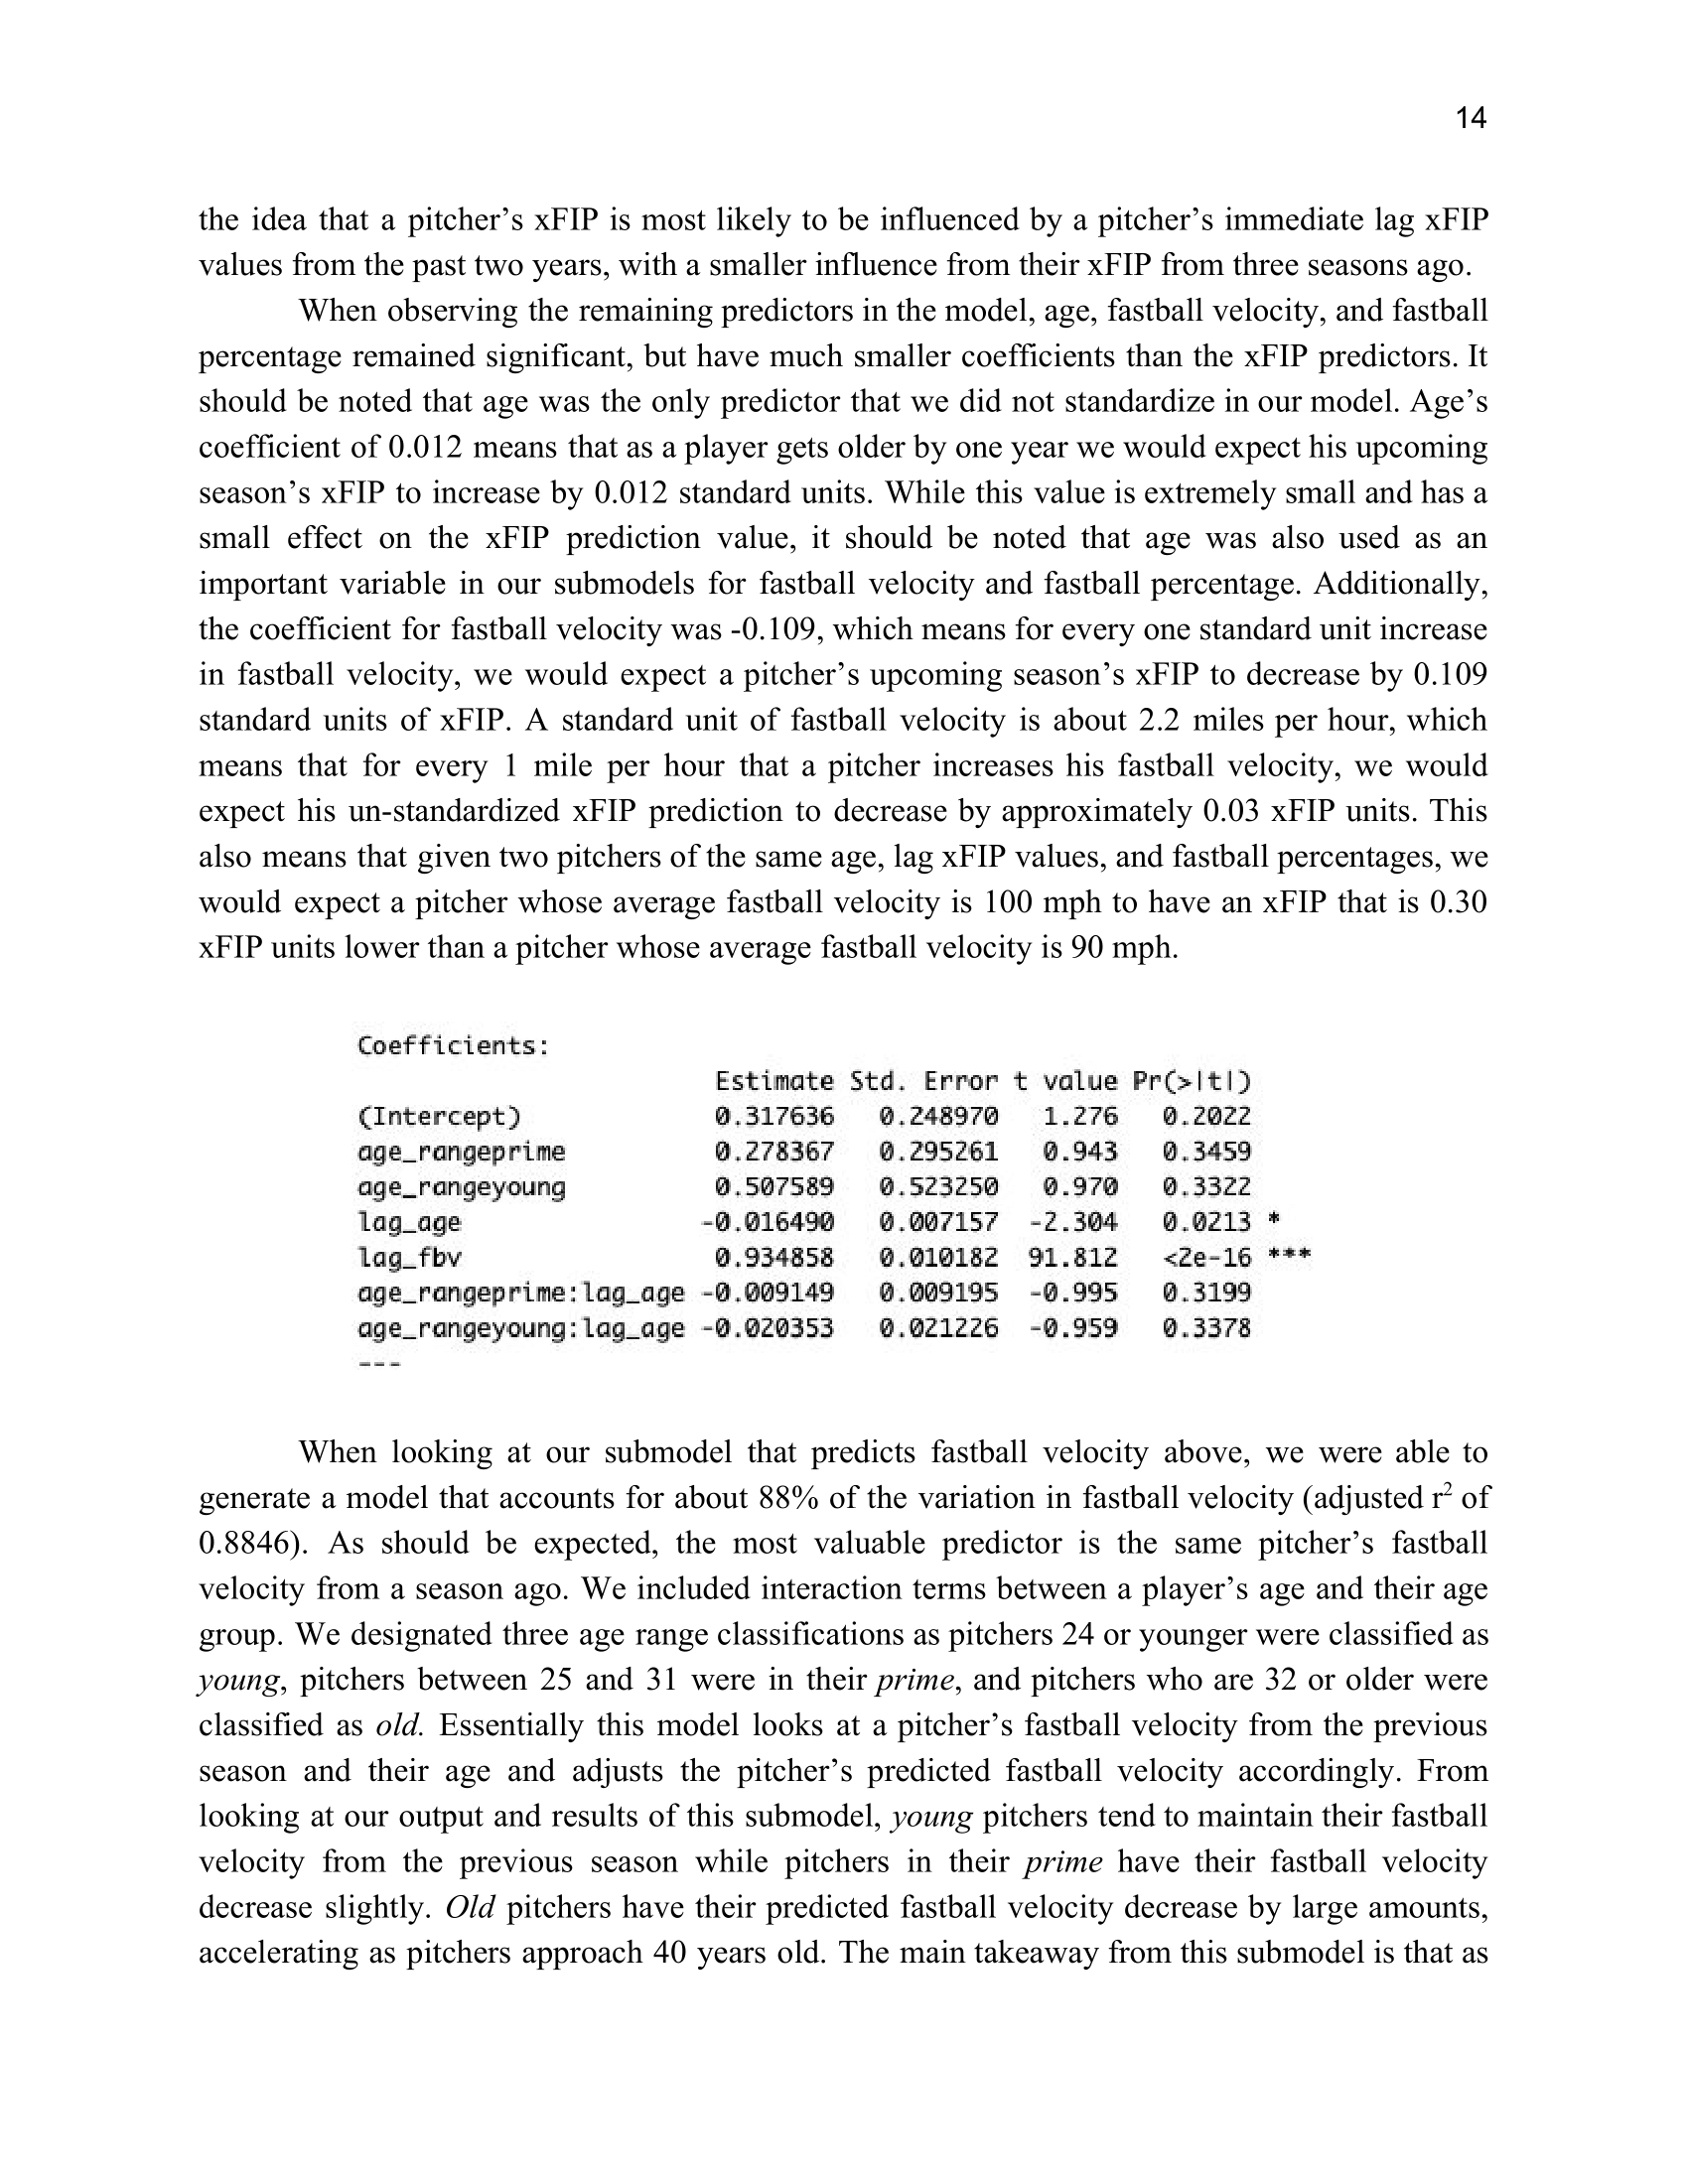 14
the idea that a pitcher’s xFIP is most likely to be influenced by a pitcher’s immediate lag xFIP
values from the past two years, with a smaller influence from their xFIP from three seasons ago.
When observing the remaining predictors in the model, age, fastball velocity, and fastball
percentage remained significant, but have much smaller coefficients than the xFIP predictors. It
should be noted that age was the only predictor that we did not standardize in our model. Age’s
coefficient of 0.012 means that as a player gets older by one year we would expect his upcoming
season’s xFIP to increase by 0.012 standard units. While this value is extremely small and has a
small effect on the xFIP prediction value, it should be noted that age was also used as an
important variable in our submodels for fastball velocity and fastball percentage. Additionally,
the coefficient for fastball velocity was -0.109, which means for every one standard unit increase
in fastball velocity, we would expect a pitcher’s upcoming season’s xFIP to decrease by 0.109
standard units of xFIP. A standard unit of fastball velocity is about 2.2 miles per hour, which
means that for every 1 mile per hour that a pitcher increases his fastball velocity, we would
expect his un-standardized xFIP prediction to decrease by approximately 0.03 xFIP units. This
also means that given two pitchers of the same age, lag xFIP values, and fastball percentages, we
would expect a pitcher whose average fastball velocity is 100 mph to have an xFIP that is 0.30
xFIP units lower than a pitcher whose average fastball velocity is 90 mph.
Coefficients:
Estimate Std. Error t value Pr(>|t|)
(Intercept) 0.317636 0.248970 1.276 0.2022
age_rangeprime 0.278367 0.295261 0.943 0.3459
age_rangeyoung 0.507589 0.523250 0.970 0.3322
lag_age -0.016490 0.007157 -2.304 0.0213 *
lag_fbv 0.934858 0.010182 91.812 <2e-16 ***
age_rangeprime:lag_age -0.009149 0.009195 -0.995 0.3199
age_rangeyoung:lag_age -0.020353 0.021226 -0.959 0.3378
---
When looking at our submodel that predicts fastball velocity above, we were able to
generate a model that accounts for about 88% of the variation in fastball velocity (adjusted r² of
0.8846). As should be expected, the most valuable predictor is the same pitcher’s fastball
velocity from a season ago. We included interaction terms between a player’s age and their age
group. We designated three age range classifications as pitchers 24 or younger were classified as
young, pitchers between 25 and 31 were in their prime, and pitchers who are 32 or older were
classified as old. Essentially this model looks at a pitcher’s fastball velocity from the previous
season and their age and adjusts the pitcher’s predicted fastball velocity accordingly. From
looking at our output and results of this submodel, young pitchers tend to maintain their fastball
velocity from the previous season while pitchers in their prime have their fastball velocity
decrease slightly. Old pitchers have their predicted fastball velocity decrease by large amounts,
accelerating as pitchers approach 40 years old. The main takeaway from this submodel is that as